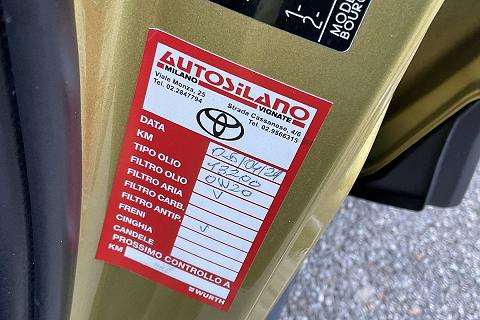 AUTOSILANO
MILANO
VIGNATE
Viale Monza, 25
Tel. 02.2847794
Strada Cassanese, 4/6
Tel. 02.9566315
DATA
KM
TIPO OLIO 0W20
FILTRO OLIO
FILTRO ARIA
FILTRO CARB.
FILTRO ANTIP.
FRENI
CINGHIA
CANDELE
PROSSIMO CONTROLLO A
KM
WÜRTH